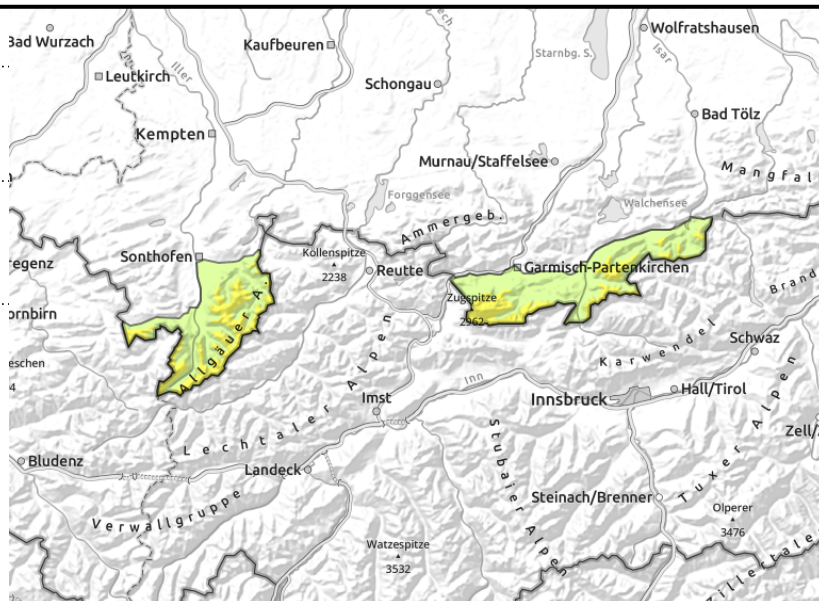 Bad Wurzach
Kaufbeuren
Wolfratshausen
Starnbg. S.
Isar
Iller
Leutkirch
Schongau
Bad Tölz
Kempten
Murnau/Staffelsee
Mangfal
Forggensee
Walchensee
Ammergeb.
Sonthofen
Kollenspitze
2238
Reutte
Garmisch-Partenkirchen
Zugspitze
2962
Brand
Allgäuer A.
Karwendel
Schwaz
Inn
Imst
Innsbruck
Hall/Tirol
Lechtaler Alpen
Stubaier Alpen
Tuxer Alpen
Zell/
Bludenz
Landeck
Steinach/Brenner
Verwallgruppe
Olperer
3476
Watzespitze
3532
zillertale